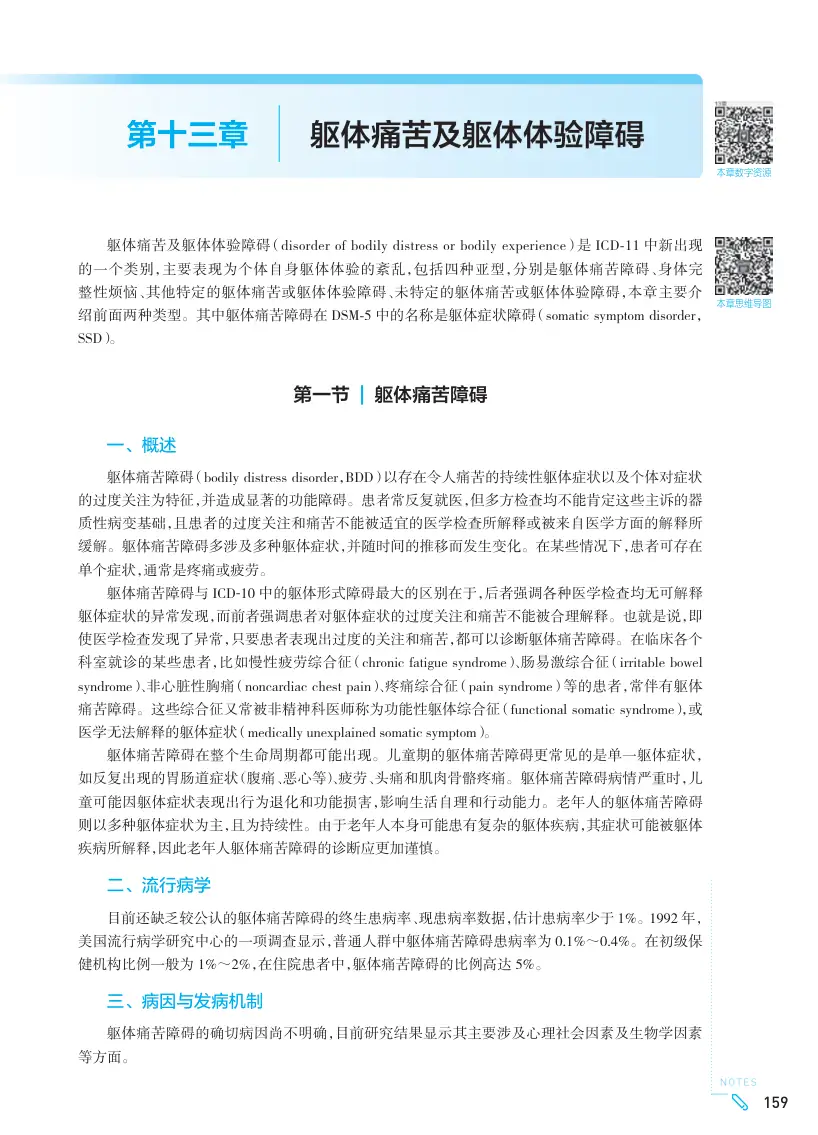 第十三章 躯体痛苦及躯体体验障碍
本章数字资源
躯体痛苦及躯体体验障碍(disorder of bodily distress or bodily experience)是 ICD-11 中新出现
的一个类别,主要表现为个体自身躯体体验的紊乱,包括四种亚型,分别是躯体痛苦障碍、身体完
整性烦恼、其他特定的躯体痛苦或躯体体验障碍、未特定的躯体痛苦或躯体体验障碍,本章主要介
绍前面两种类型。其中躯体痛苦障碍在 DSM-5 中的名称是躯体症状障碍(somatic symptom disorder,
SSD)。
本章思维导图
第一节 | 躯体痛苦障碍
一、概述
躯体痛苦障碍(bodily distress disorder,BDD)以存在令人痛苦的持续性躯体症状以及个体对症状
的过度关注为特征,并造成显著的功能障碍。患者常反复就医,但多方检查均不能肯定这些主诉的器
质性病变基础,且患者的过度关注和痛苦不能被适宜的医学检查所解释或被来自医学方面的解释所
缓解。躯体痛苦障碍多涉及多种躯体症状,并随时间的推移而发生变化。在某些情况下,患者可存在
单个症状,通常是疼痛或疲劳。
躯体痛苦障碍与 ICD-10 中的躯体形式障碍最大的区别在于,后者强调各种医学检查均无可解释
躯体症状的异常发现,而前者强调患者对躯体症状的过度关注和痛苦不能被合理解释。也就是说,即
使医学检查发现了异常,只要患者表现出过度的关注和痛苦,都可以诊断躯体痛苦障碍。在临床各个
科室就诊的某些患者,比如慢性疲劳综合征(chronic fatigue syndrome)、肠易激综合征(irritable bowel
syndrome)、非心脏性胸痛(noncardiac chest pain)、疼痛综合征(pain syndrome)等的患者,常伴有躯体
痛苦障碍。这些综合征又常被非精神科医师称为功能性躯体综合征(functional somatic syndrome),或
医学无法解释的躯体症状(medically unexplained somatic symptom)。
躯体痛苦障碍在整个生命周期都可能出现。儿童期的躯体痛苦障碍更常见的是单一躯体症状,
如反复出现的胃肠道症状(腹痛、恶心等)、疲劳、头痛和肌肉骨骼疼痛。躯体痛苦障碍病情严重时,儿
童可能因躯体症状表现出行为退化和功能损害,影响生活自理和行动能力。老年人的躯体痛苦障碍
则以多种躯体症状为主,且为持续性。由于老年人本身可能患有复杂的躯体疾病,其症状可能被躯体
疾病所解释,因此老年人躯体痛苦障碍的诊断应更加谨慎。
二、流行病学
目前还缺乏较公认的躯体痛苦障碍的终生患病率、现患病率数据,估计患病率少于 1%。1992 年,
美国流行病学研究中心的一项调查显示,普通人群中躯体痛苦障碍患病率为 0.1%～0.4%。在初级保
健机构比例一般为 1%～2%,在住院患者中,躯体痛苦障碍的比例高达 5%。
三、病因与发病机制
躯体痛苦障碍的确切病因尚不明确,目前研究结果显示其主要涉及心理社会因素及生物学因素
等方面。
NOTES
159